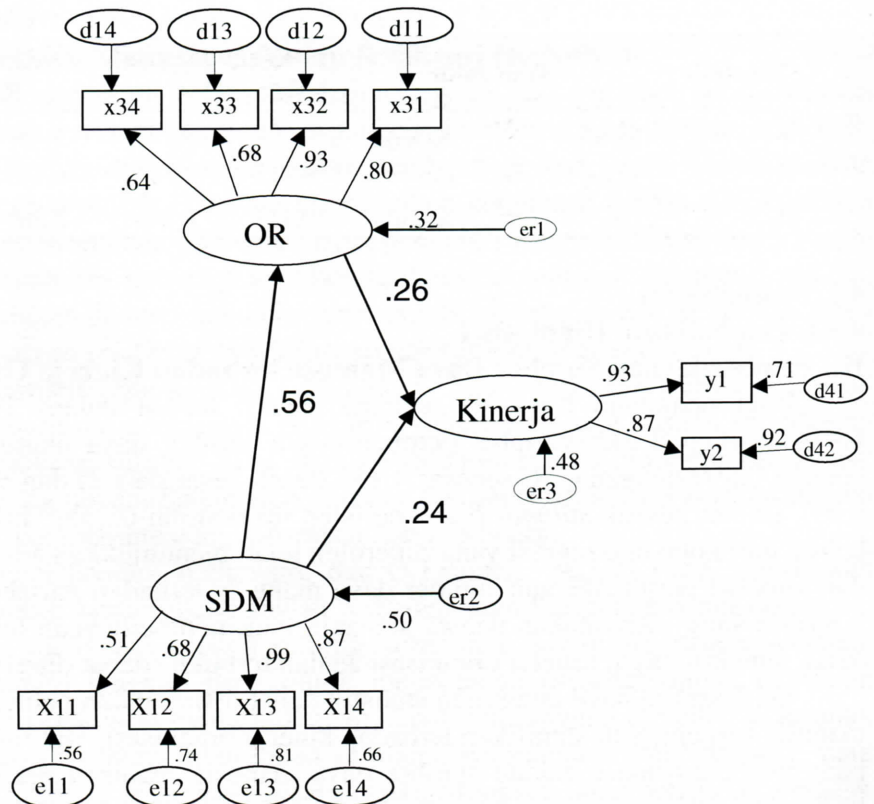 d14 d13 d12 d11
x34 x33 x32 x31
.64 .68 .93 .80
OR .32 er1
.26
.56
Kinerja .93 y1 .71 d41
.87 y2 .92 d42
.48
er3
.24
SDM er2
.50
.51 .68 .99 .87
X11 X12 X13 X14
.56 .74 .81 .66
e11 e12 e13 e14